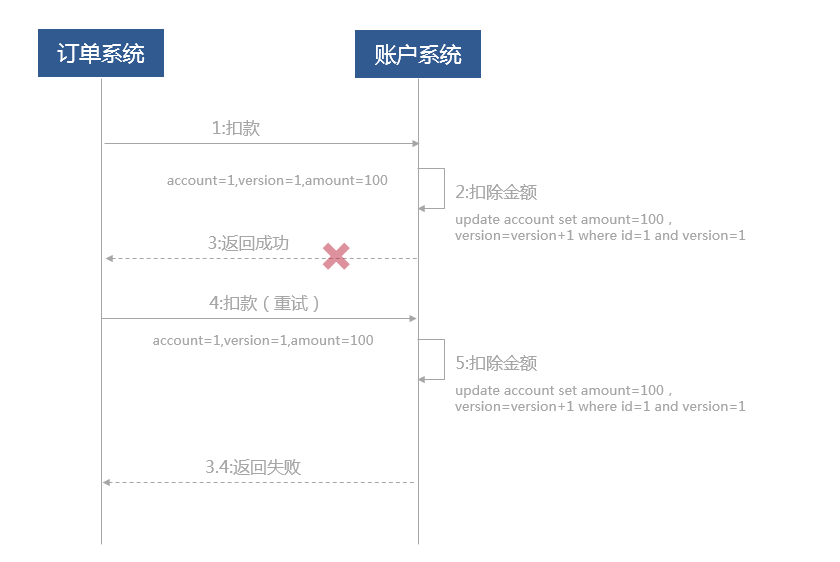 订单系统
账户系统
1:扣款
account=1,version=1,amount=100
2:扣除金额
update account set amount=100，
version=version+1 where id=1 and version=1
3:返回成功
4:扣款（重试）
account=1,version=1,amount=100
5:扣除金额
update account set amount=100，
version=version+1 where id=1 and version=1
3.4:返回失败